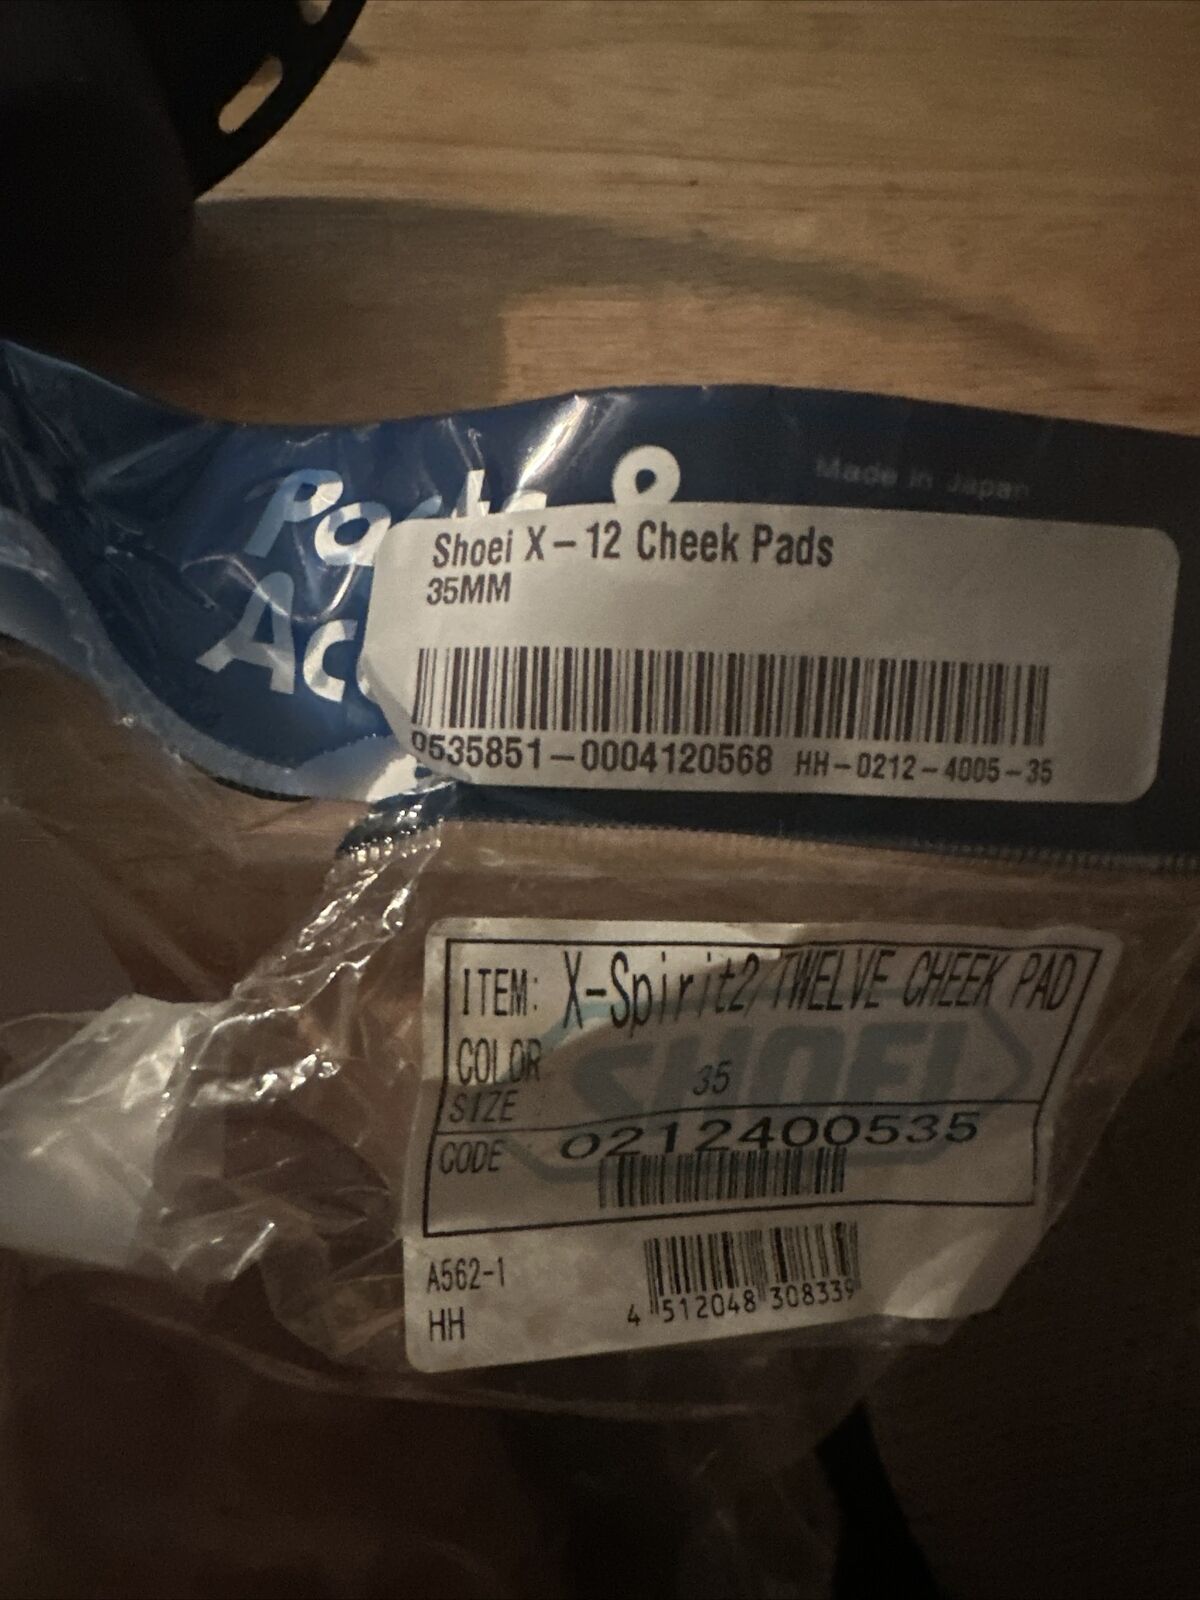 Made in Japan
Shoei X-12 Cheek Pads
35MM
0535851-0004120568 HH-0212-4005-35
ITEM: X-Spirit2/TWELVE CHEEK PAD
COLOR :
SIZE : 35
CODE 0212400535
SHOEI
A562-1
HH
4 512048 308339